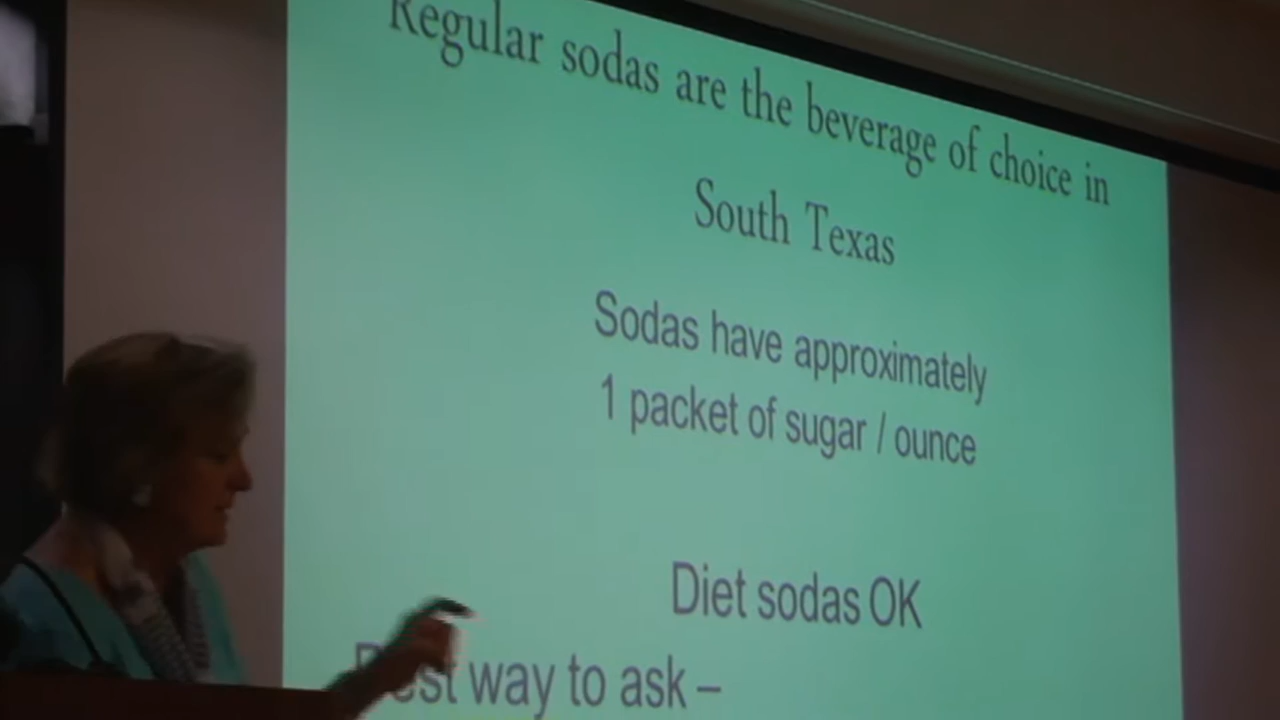 Regular sodas are the beverage of choice in
South Texas
Sodas have approximately
1 packet of sugar / ounce
Diet sodas OK
Best way to ask –